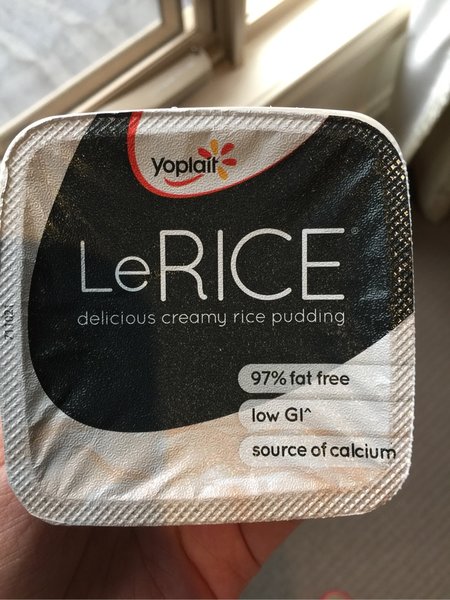 yoplait
LeRICE®
delicious creamy rice pudding
97% fat free
low GI^
source of calcium